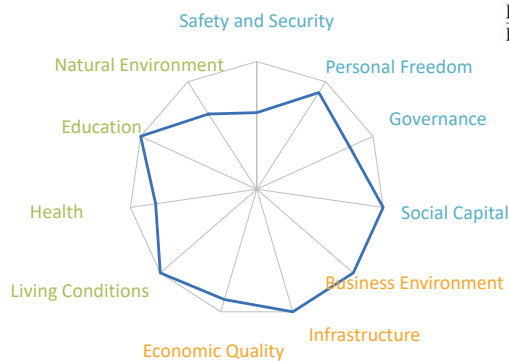 Safety and Security
Natural Environment
Personal Freedom
Education
Governance
Health
Social Capital
Living Conditions
Business Environment
Infrastructure
Economic Quality